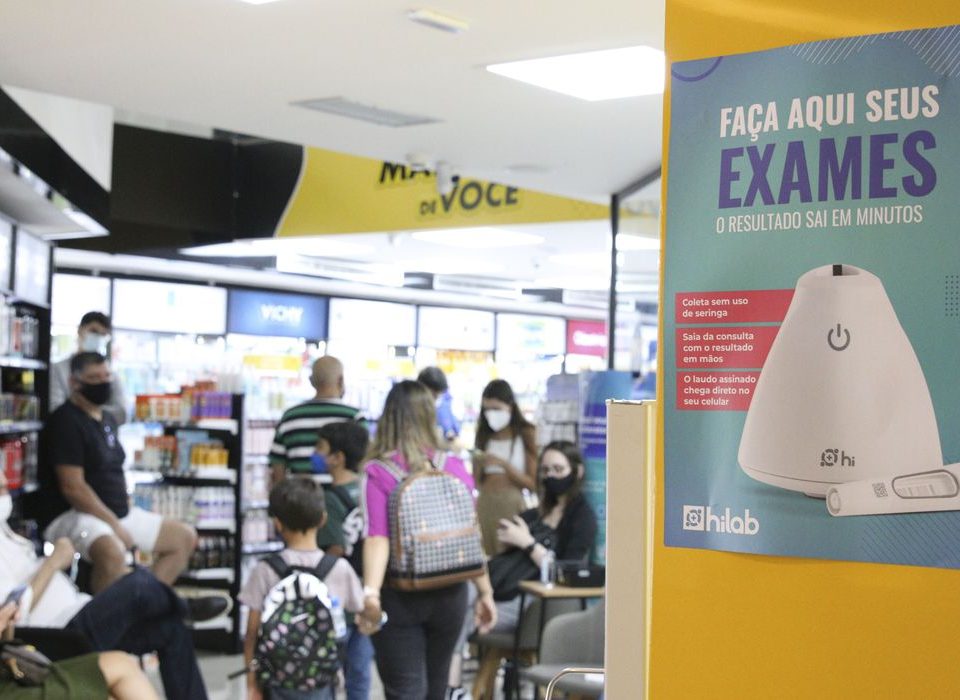 MA
DE VOCÊ
VICHY
FAÇA AQUI SEUS
EXAMES
O RESULTADO SAI EM MINUTOS
Coleta sem uso
de seringa
Saia da consulta
com o resultado
em mãos
O laudo assinado
chega direto no
seu celular
hi
hilab